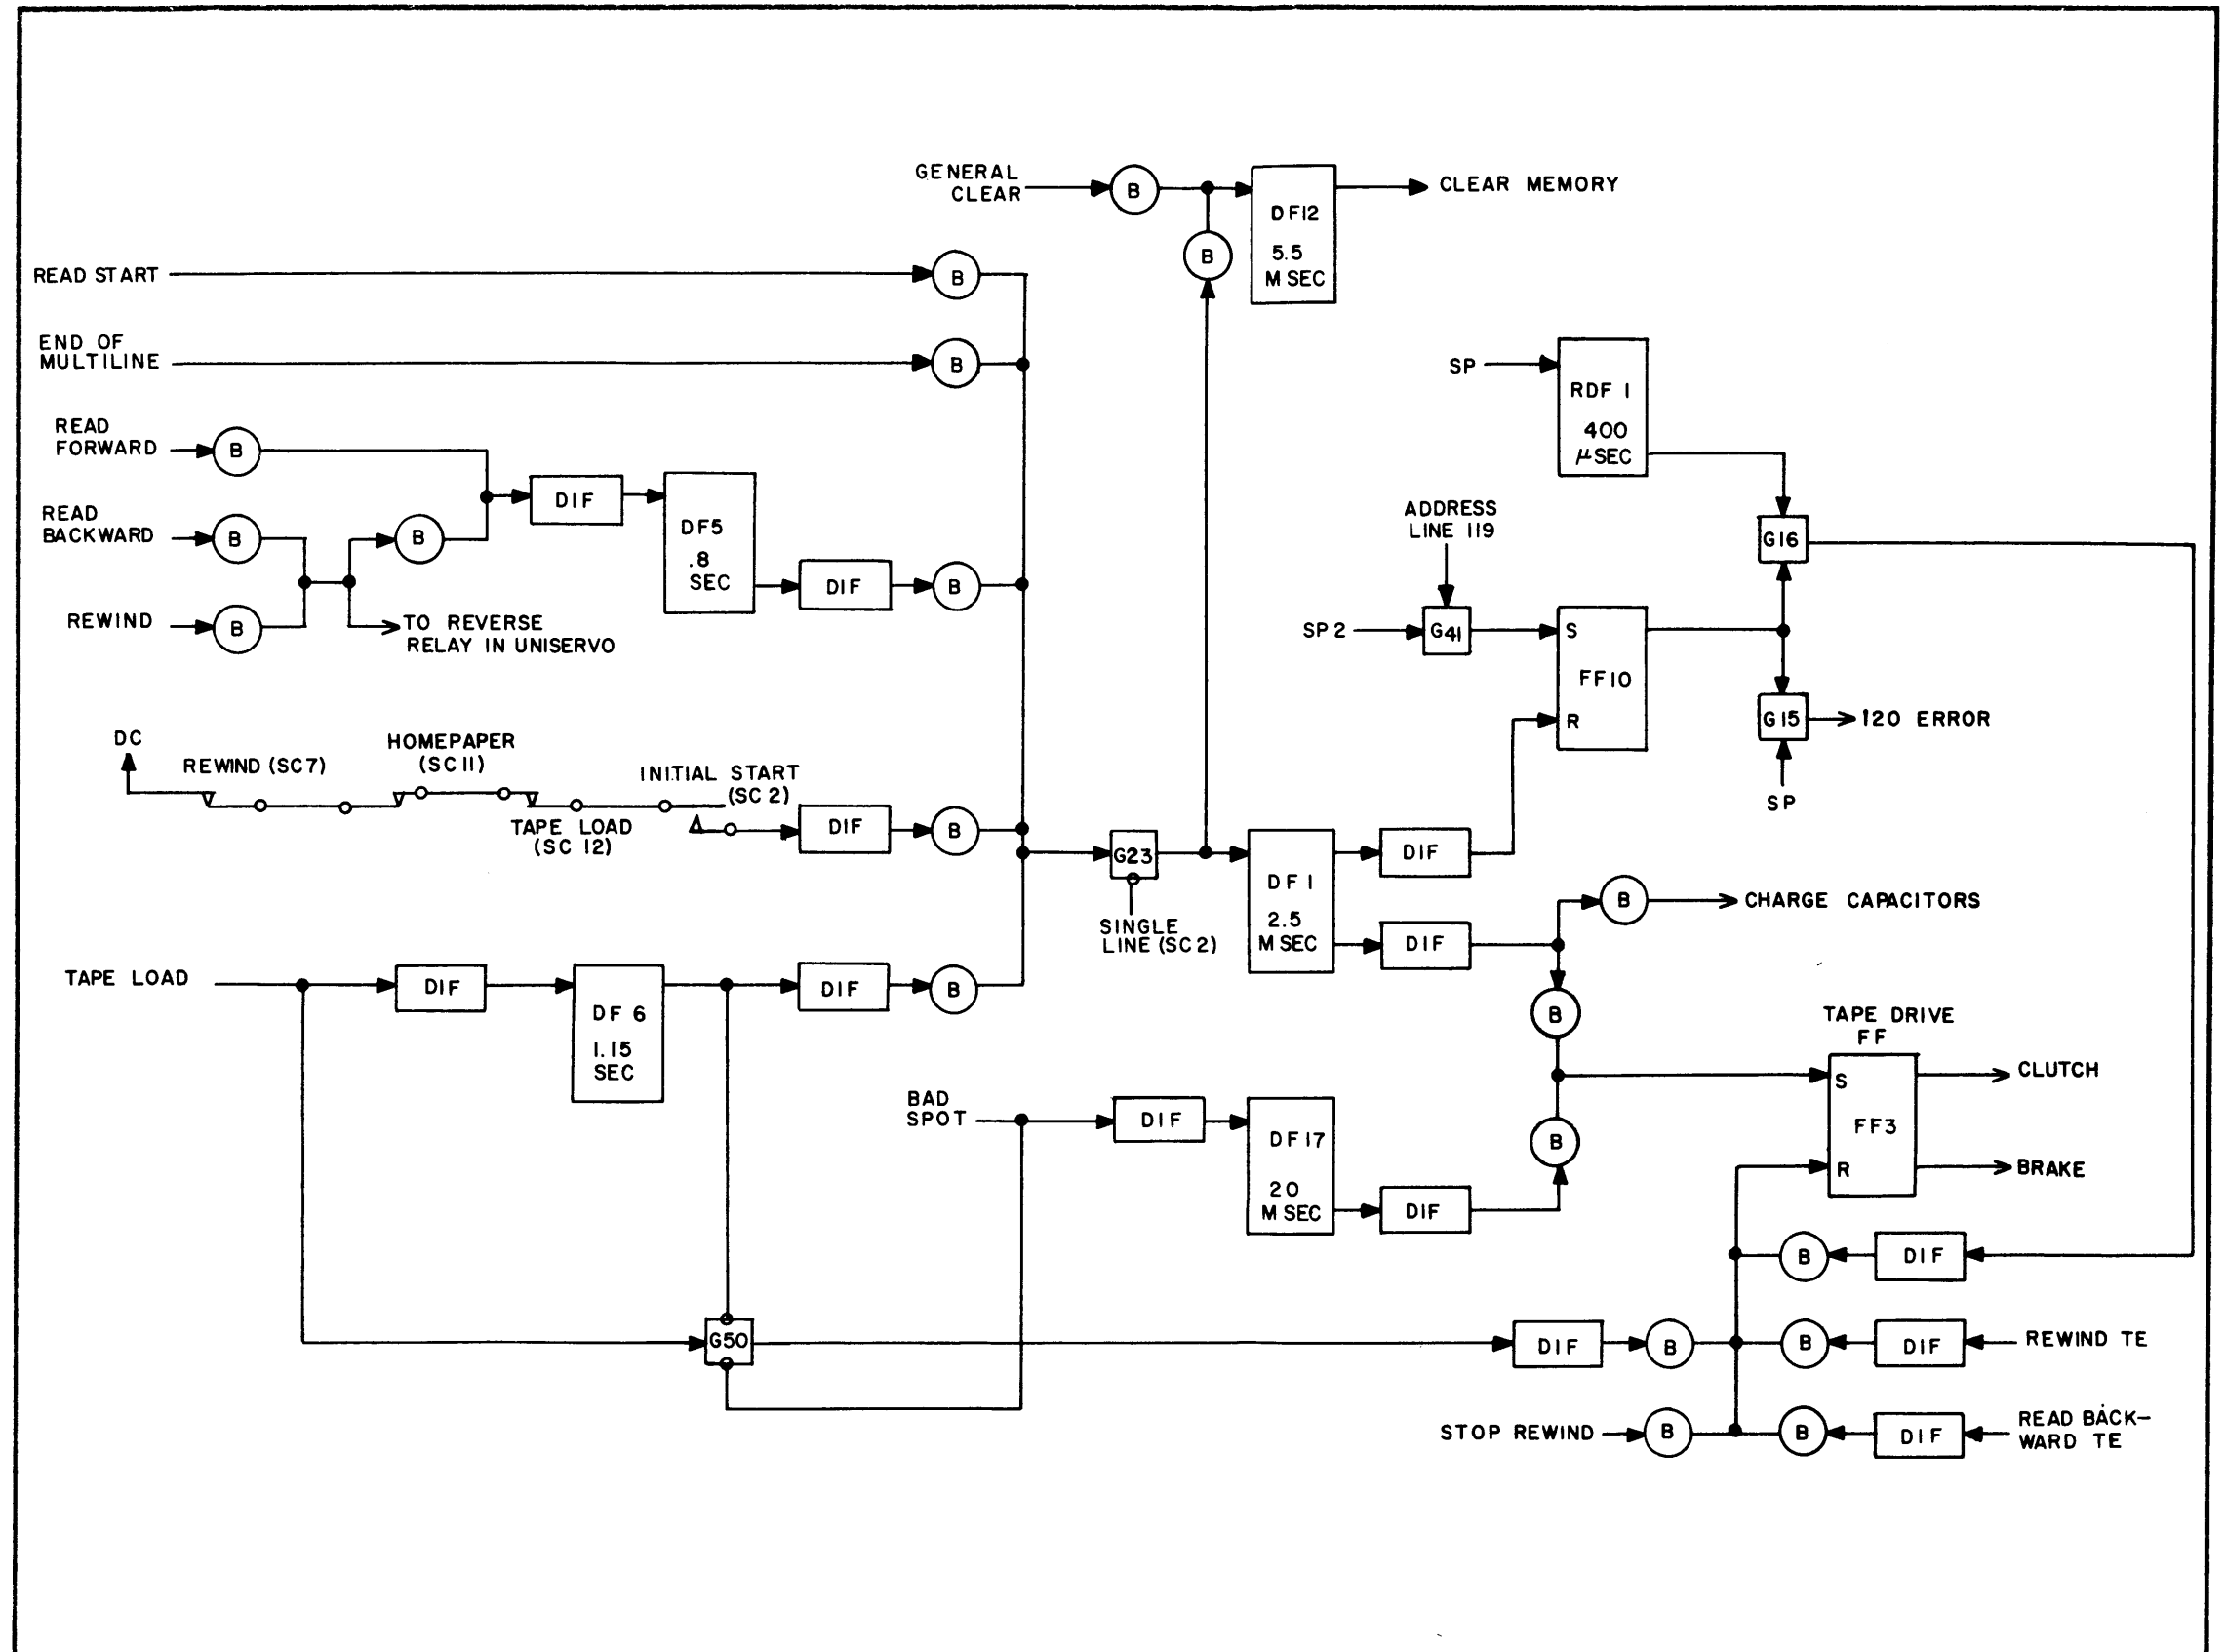 GENERAL
CLEAR
B
DF12
5.5
M SEC
CLEAR MEMORY
B
READ START
B
END OF
MULTILINE
B
SP
RDF 1
400
μSEC
READ
FORWARD
B
DIF
DF5
.8
SEC
READ
BACKWARD
B
B
DIF
B
REWIND
B
TO REVERSE
RELAY IN UNISERVO
ADDRESS
LINE 119
G16
SP 2
G41
S
FF10
R
G15
120 ERROR
SP
DC
REWIND (SC7)
HOMEPAPER
(SC11)
TAPE LOAD
(SC 12)
INITIAL START
(SC 2)
DIF
B
G23
SINGLE
LINE (SC2)
DF 1
2.5
M SEC
DIF
DIF
B
CHARGE CAPACITORS
B
TAPE LOAD
DIF
DF 6
1.15
SEC
DIF
B
TAPE DRIVE
FF
S
FF3
R
CLUTCH
BRAKE
BAD
SPOT
DIF
DF17
20
M SEC
DIF
B
B
DIF
G50
DIF
B
B
DIF
REWIND TE
STOP REWIND
B
B
DIF
READ BACK-
WARD TE